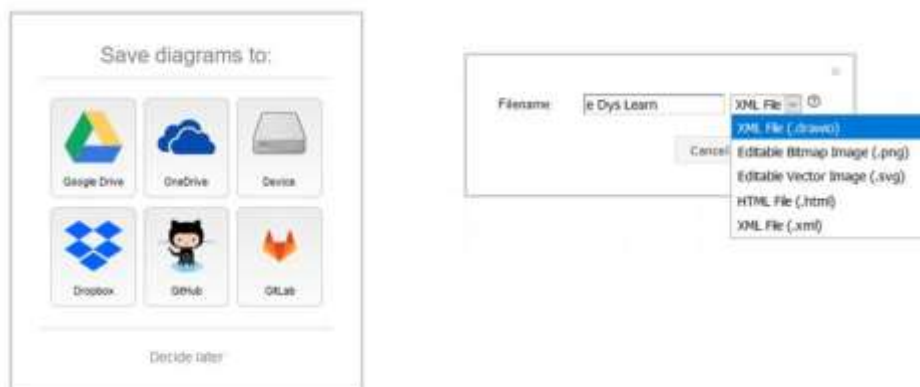 Save diagrams to:
Google Drive
OneDrive
Device
Dropbox
GitHub
GitLab
Decide later
Filename
e Dys Learn
XML File
XML File (.drawio)
Cancel
Editable Bitmap Image (.png)
Editable Vector Image (.svg)
HTML File (.html)
XML File (.xml)